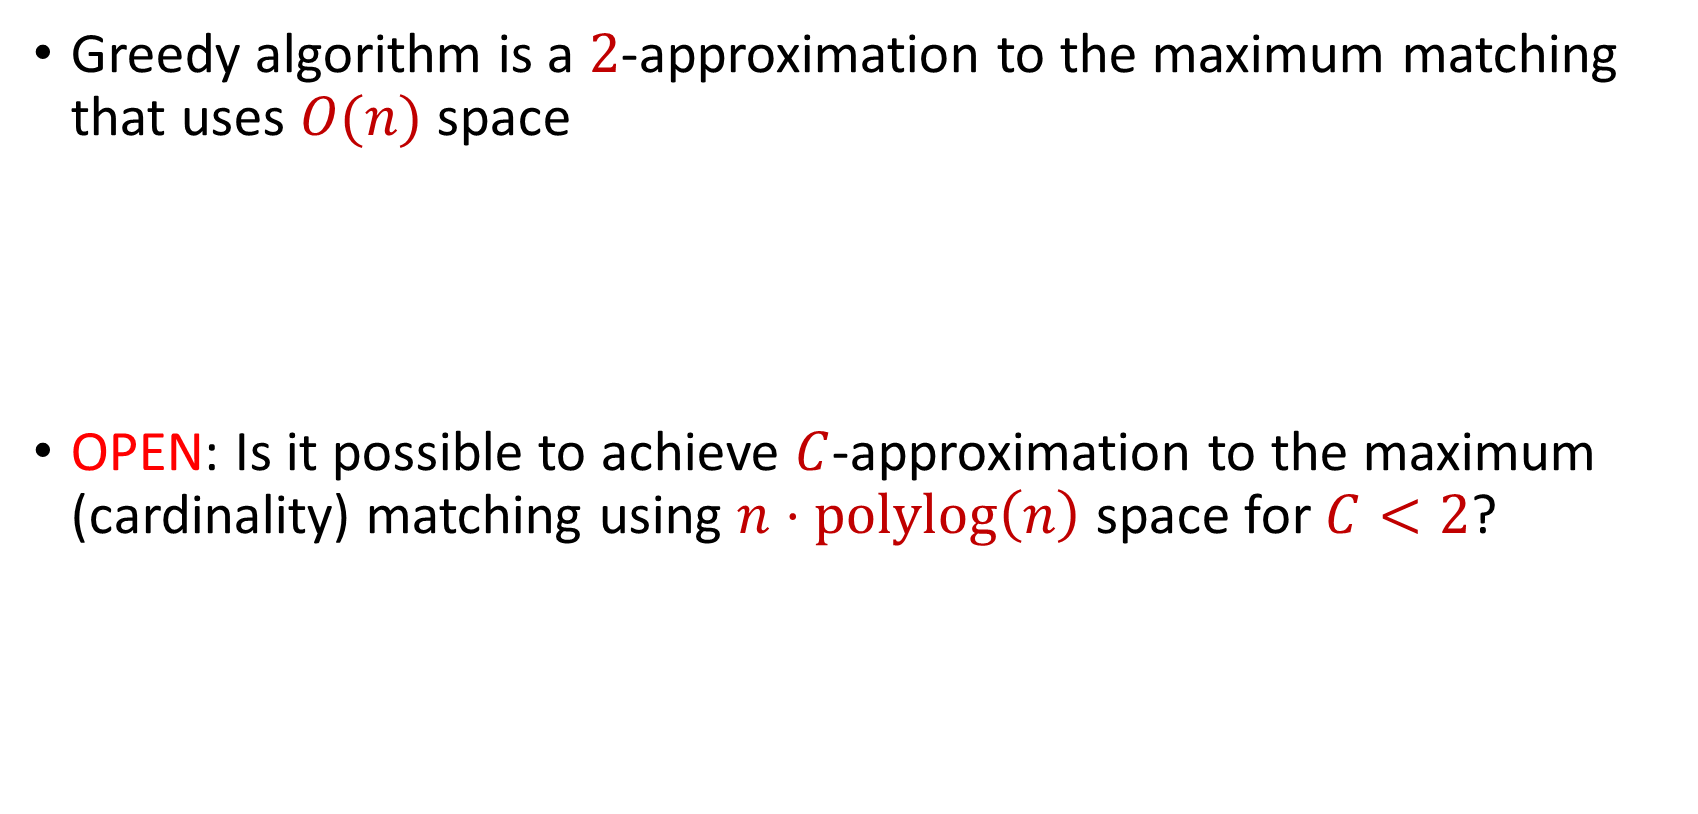 • Greedy algorithm is a 2-approximation to the maximum matching
that uses O(n) space
• OPEN: Is it possible to achieve C-approximation to the maximum
(cardinality) matching using n · polylog(n) space for C < 2?